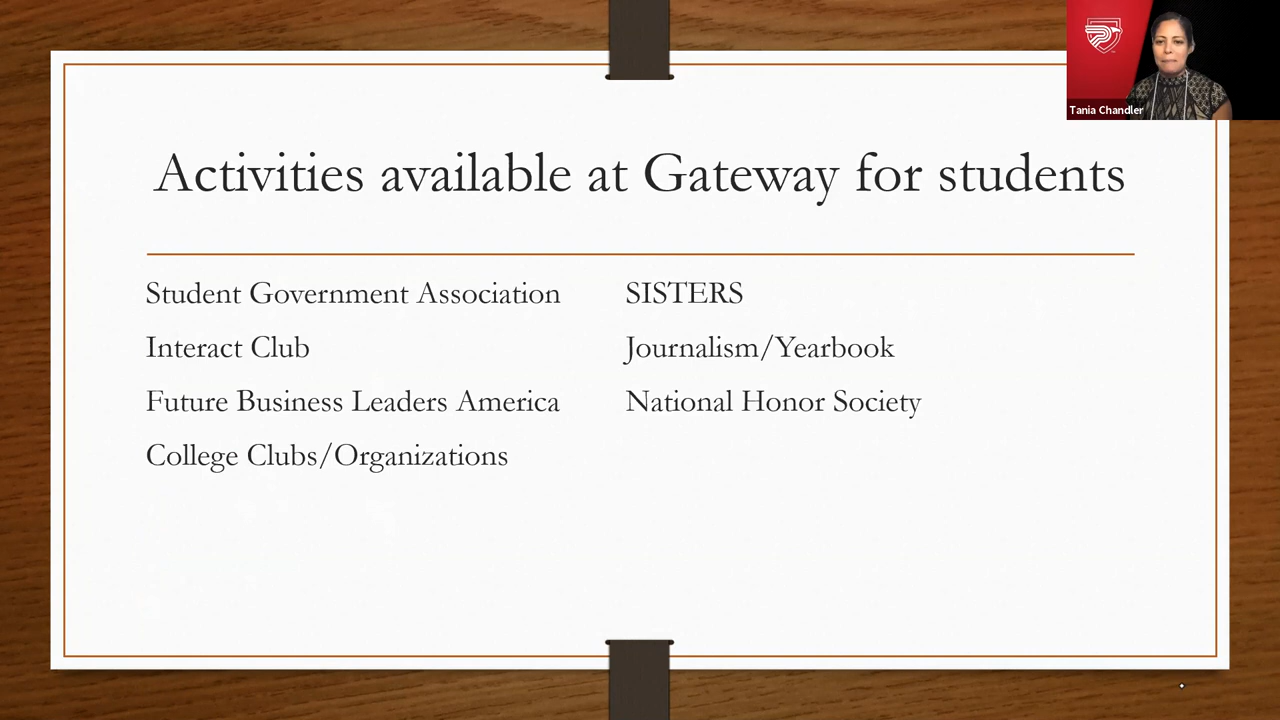 Tania Chandler
Activities available at Gateway for students
Student Government Association
Interact Club
Future Business Leaders America
College Clubs/Organizations
SISTERS
Journalism/Yearbook
National Honor Society